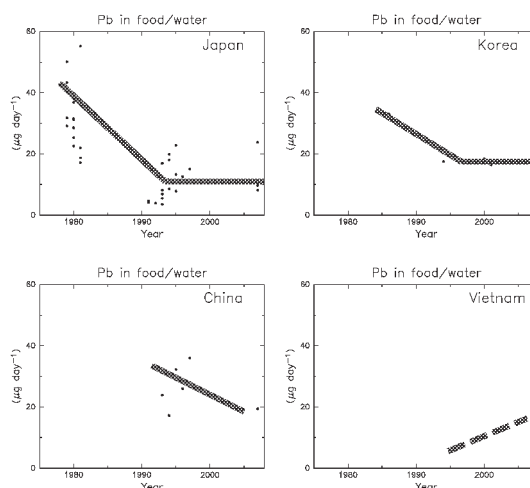 Pb in food/water
Japan
60
40
20
0
(μg day⁻¹)
1980
1990
2000
Year
Pb in food/water
Korea
60
40
20
0
(μg day⁻¹)
1980
1990
2000
Year
Pb in food/water
China
60
40
20
0
(μg day⁻¹)
1980
1990
2000
Year
Pb in food/water
Vietnam
60
40
20
0
(μg day⁻¹)
1980
1990
2000
Year